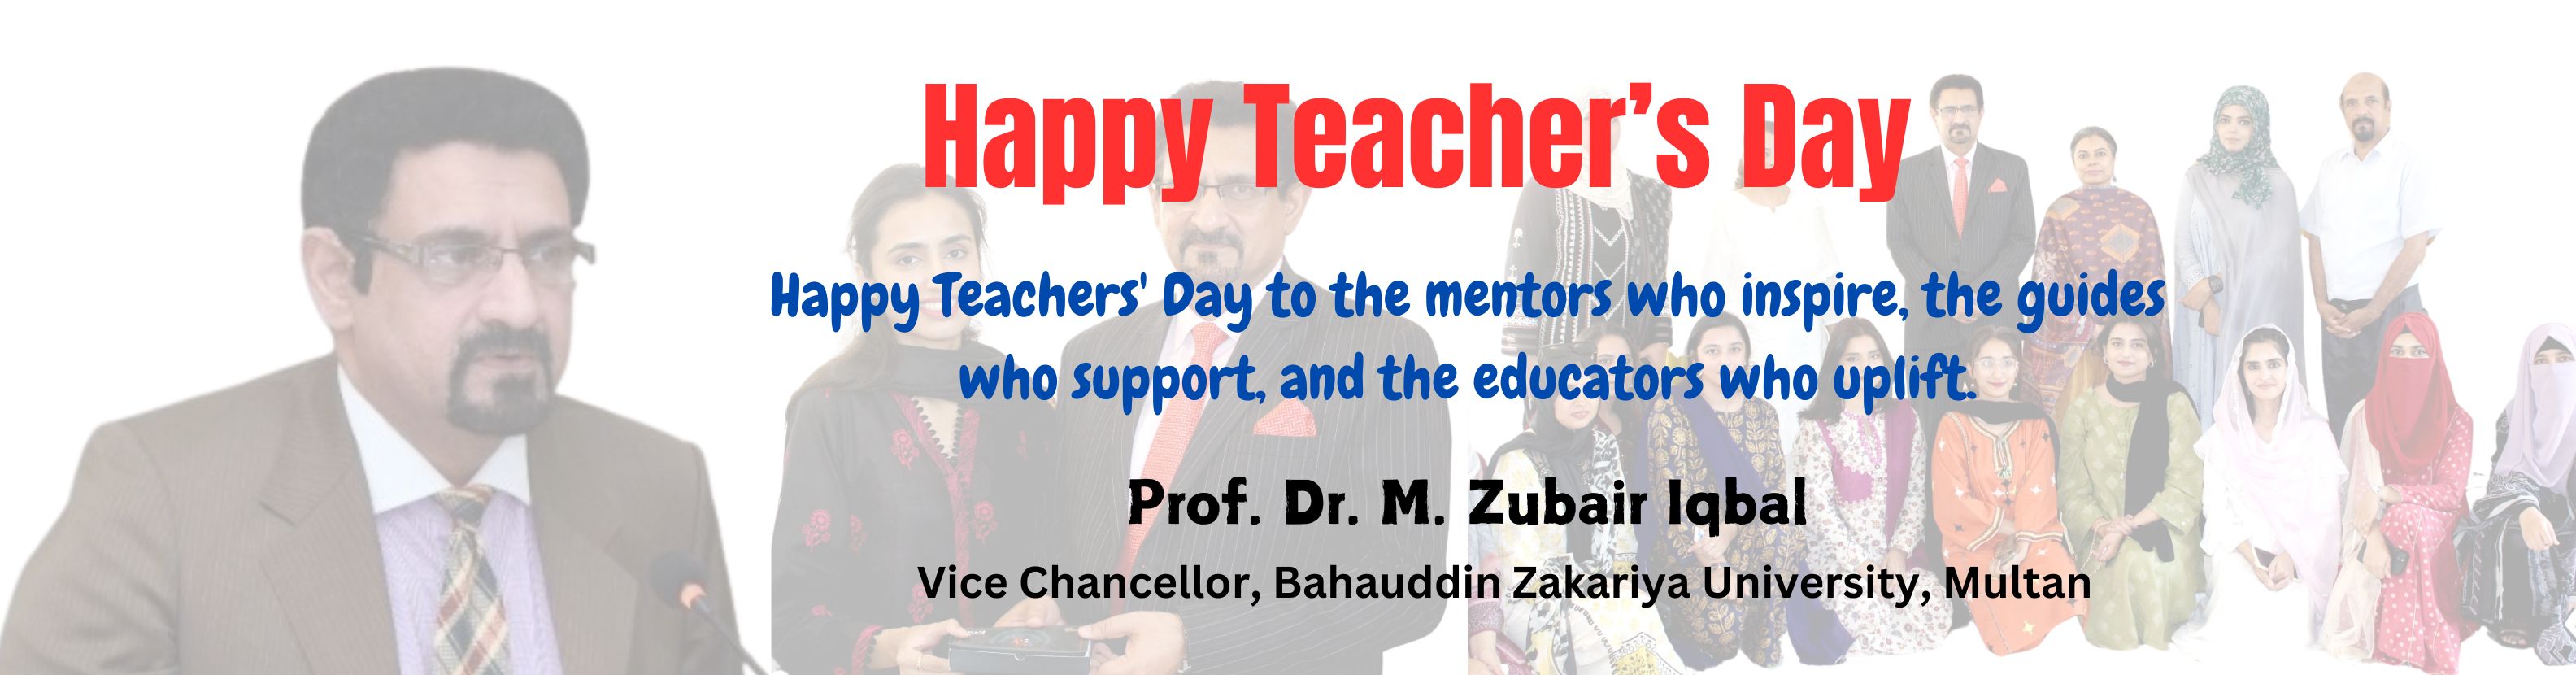 Happy Teacher’s Day
Happy Teachers' Day to the mentors who inspire, the guides
who support, and the educators who uplift.
Prof. Dr. M. Zubair Iqbal
Vice Chancellor, Bahauddin Zakariya University, Multan